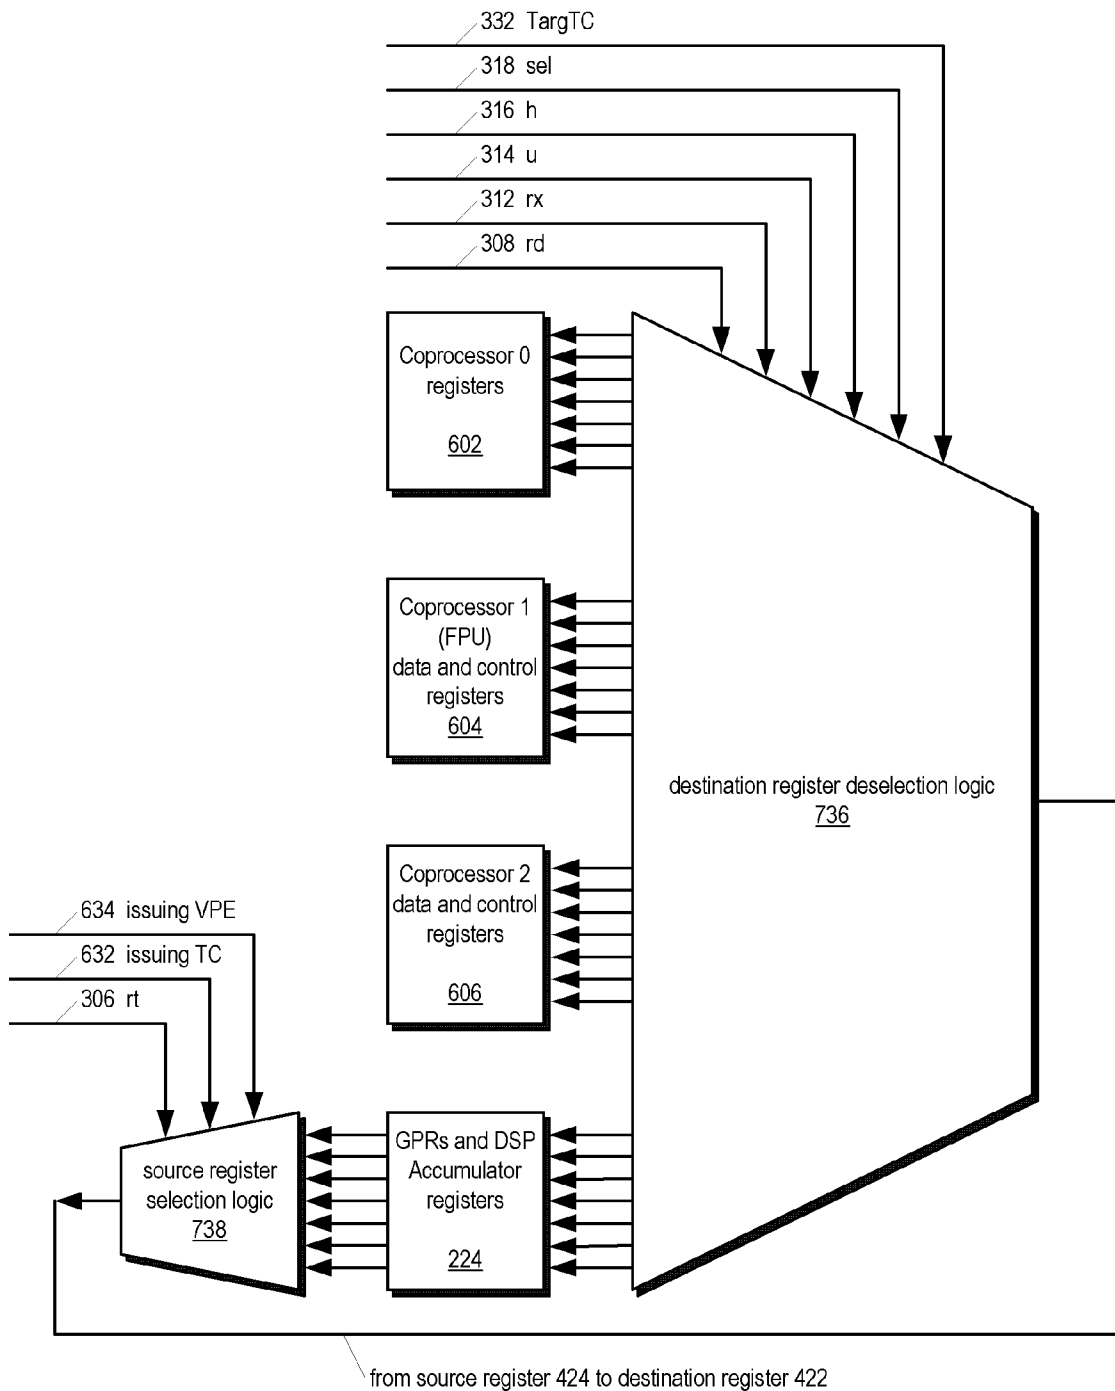 332 TargTC
318 sel
316 h
314 u
312 rx
308 rd
Coprocessor 0
registers
602
Coprocessor 1
(FPU)
data and control
registers
604
destination register deselection logic
736
Coprocessor 2
data and control
registers
606
634 issuing VPE
632 issuing TC
306 rt
source register
selection logic
738
GPRs and DSP
Accumulator
registers
224
from source register 424 to destination register 422